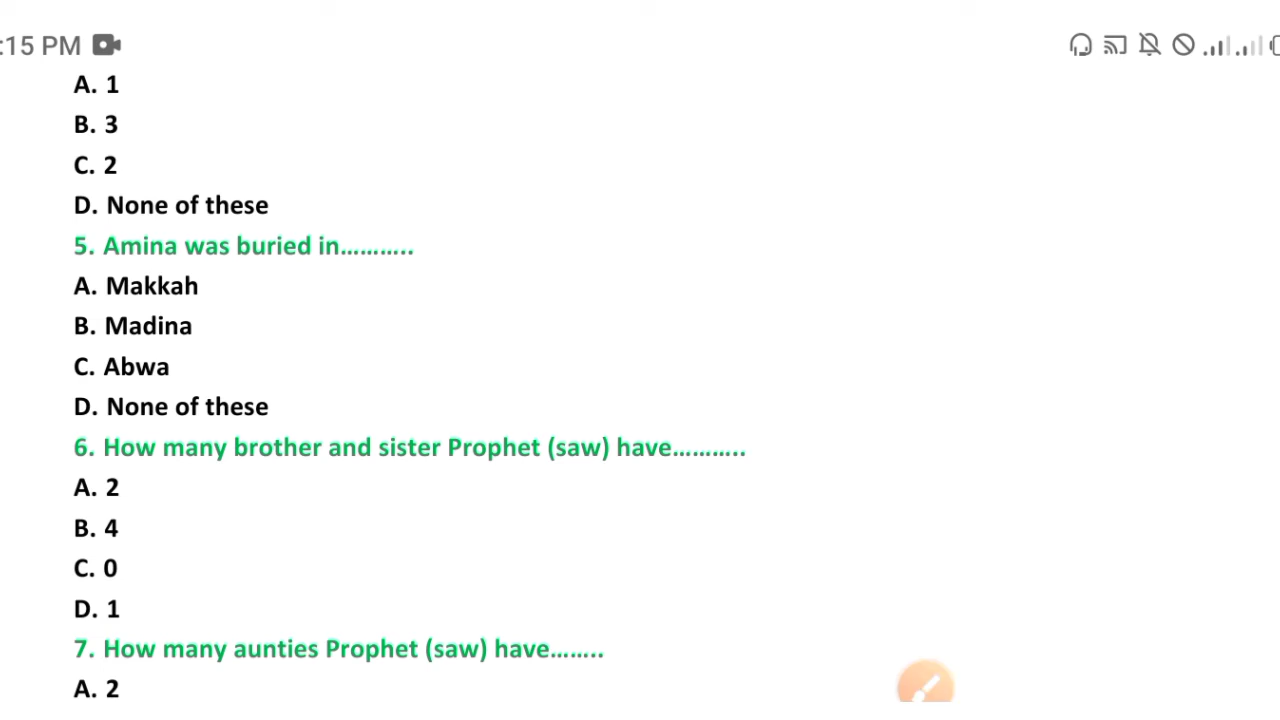 :15 PM
A. 1
B. 3
C. 2
D. None of these
5. Amina was buried in………..
A. Makkah
B. Madina
C. Abwa
D. None of these
6. How many brother and sister Prophet (saw) have………..
A. 2
B. 4
C. 0
D. 1
7. How many aunties Prophet (saw) have……..
A. 2